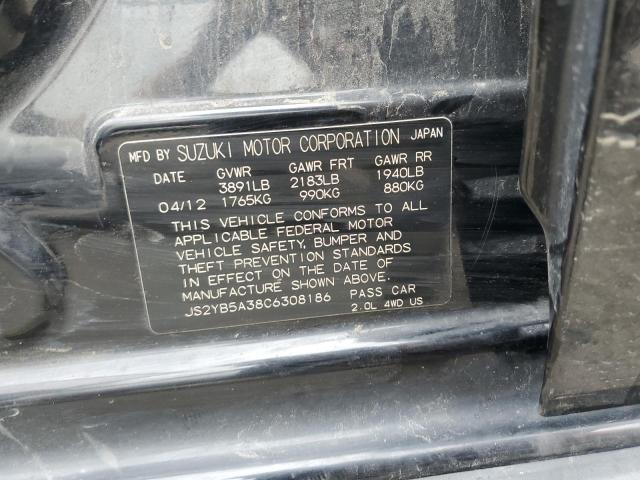 MFD BY SUZUKI MOTOR CORPORATION JAPAN
DATE GVWR GAWR FRT GAWR RR
3891LB 2183LB 1940LB
04/12 1765KG 990KG 880KG
THIS VEHICLE CONFORMS TO ALL
APPLICABLE FEDERAL MOTOR
VEHICLE SAFETY, BUMPER AND
THEFT PREVENTION STANDARDS
IN EFFECT ON THE DATE OF
MANUFACTURE SHOWN ABOVE.
JS2YB5A38C6308186 PASS CAR
2.0L 4WD US